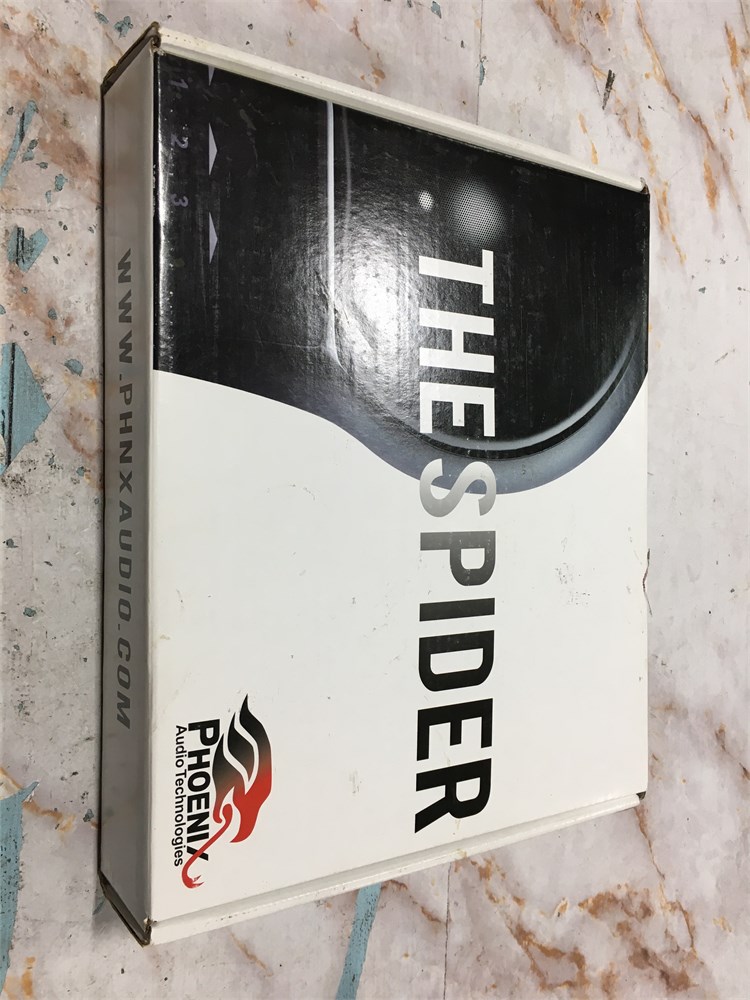 1 2 3
THE SPIDER
PHOENIX
Audio Technologies
WWW.PHNXAUDIO.COM